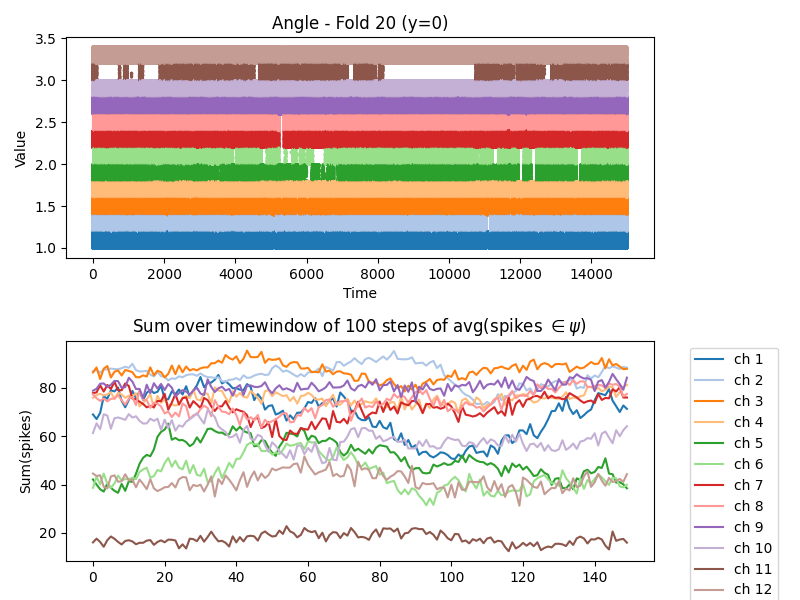 Angle - Fold 20 (y=0)
3.5
3.0
2.5
2.0
1.5
1.0
Value
0 2000 4000 6000 8000 10000 12000 14000
Time
Sum over timewindow of 100 steps of avg(spikes ∈ ψ)
80
60
40
20
Sum(spikes)
0 20 40 60 80 100 120 140
ch 1
ch 2
ch 3
ch 4
ch 5
ch 6
ch 7
ch 8
ch 9
ch 10
ch 11
ch 12